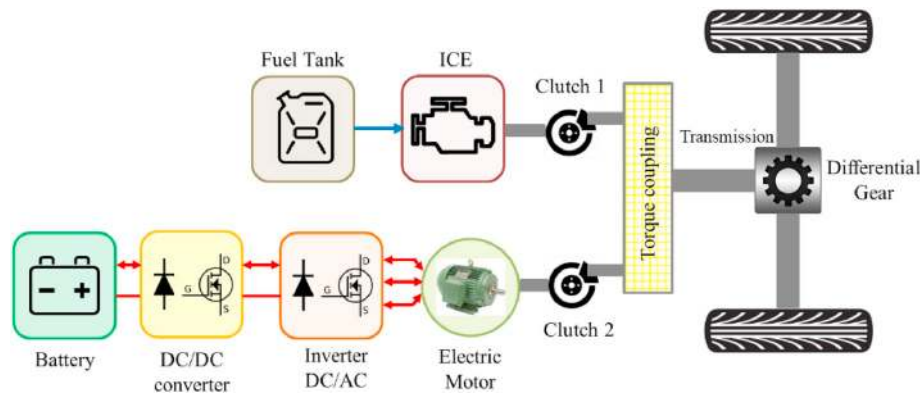 Fuel Tank
ICE
Clutch 1
Torque coupling
Transmission
Differential
Gear
D
G
S
D
G
S
Clutch 2
Battery
DC/DC
converter
Inverter
DC/AC
Electric
Motor